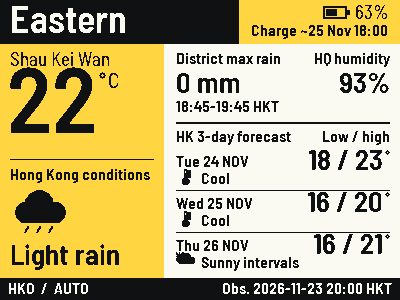 Eastern
63%
Charge ~25 Nov 18:00
Shau Kei Wan
22°C
Hong Kong conditions
Light rain
District max rain
HQ humidity
0 mm
93%
18:45-19:45 HKT
HK 3-day forecast
Low / high
Tue 24 NOV
18 / 23°
Cool
Wed 25 NOV
16 / 20°
Cool
Thu 26 NOV
16 / 21°
Sunny intervals
HKO / AUTO
Obs. 2026-11-23 20:00 HKT